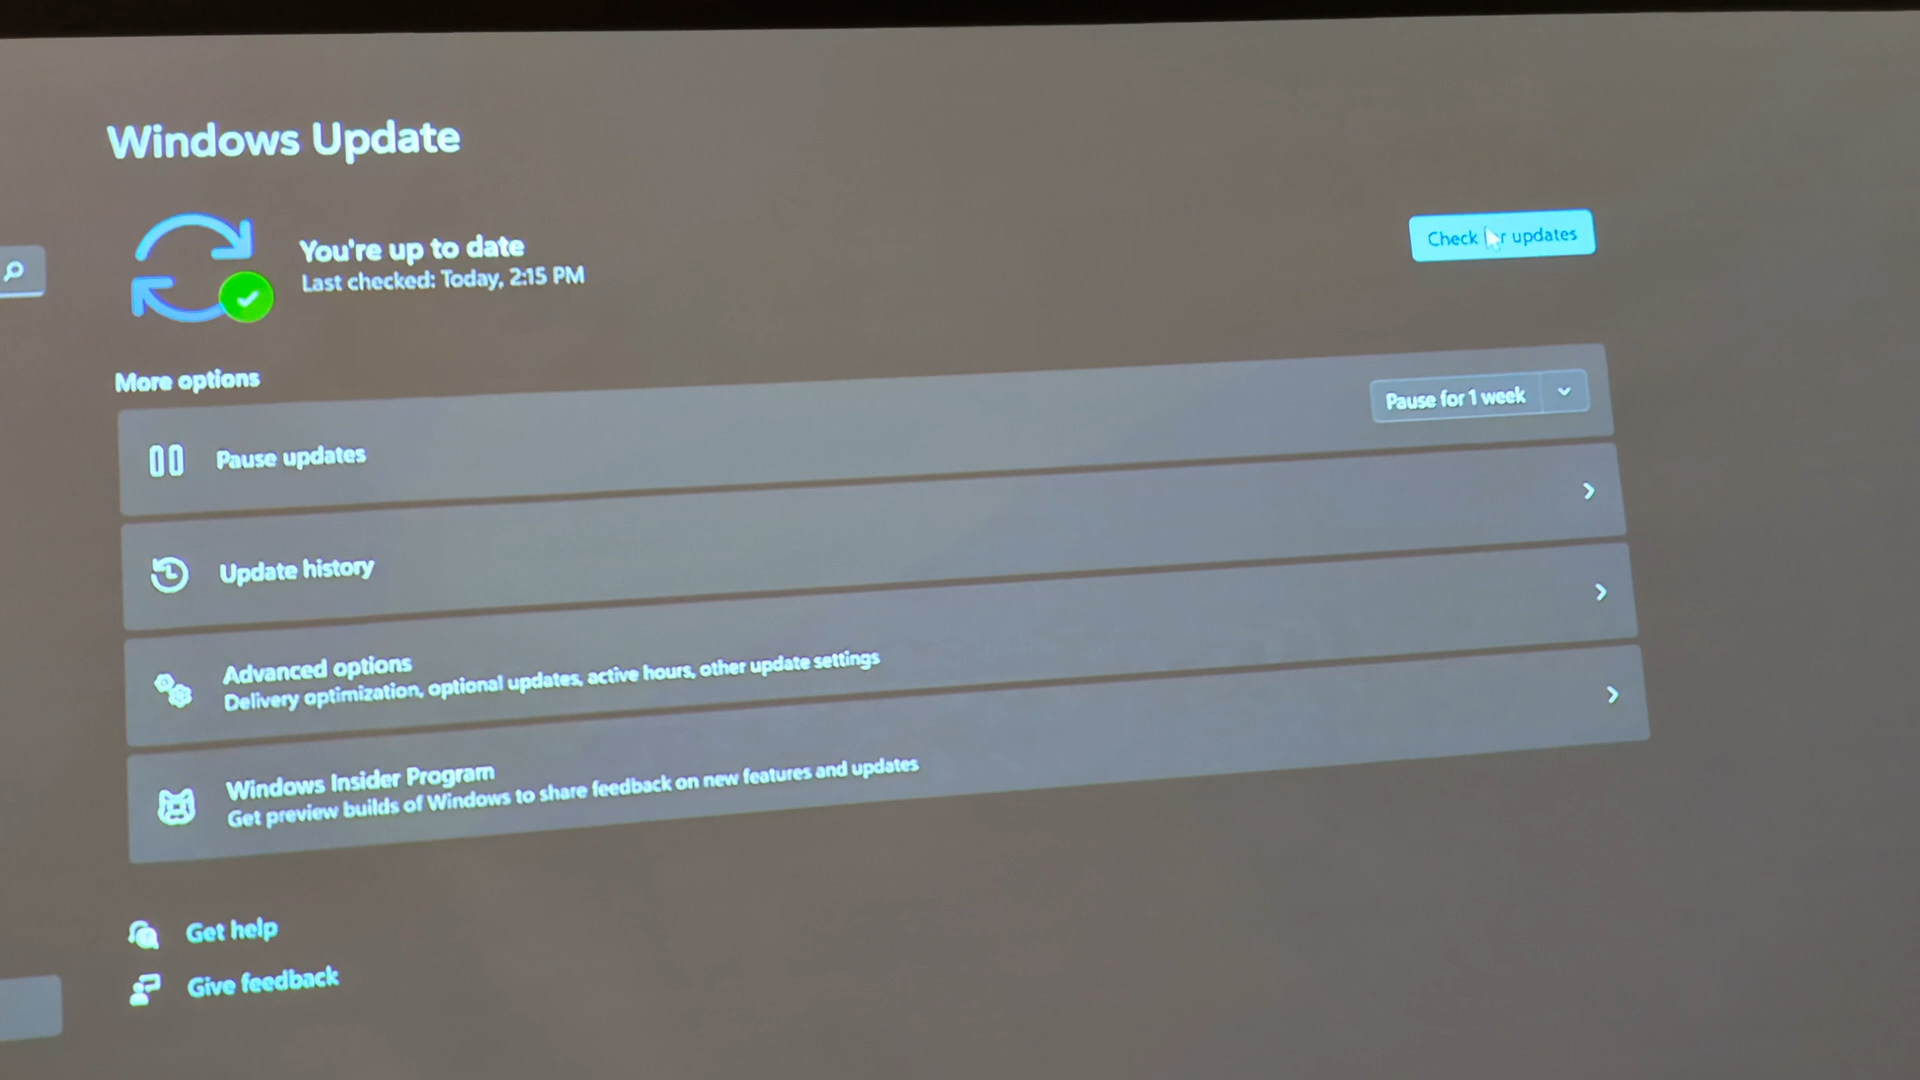 Windows Update
You're up to date
Last checked: Today, 2:15 PM
Check for updates
More options
Pause updates
Pause for 1 week
Update history
Advanced options
Delivery optimization, optional updates, active hours, other update settings
Windows Insider Program
Get preview builds of Windows to share feedback on new features and updates
Get help
Give feedback